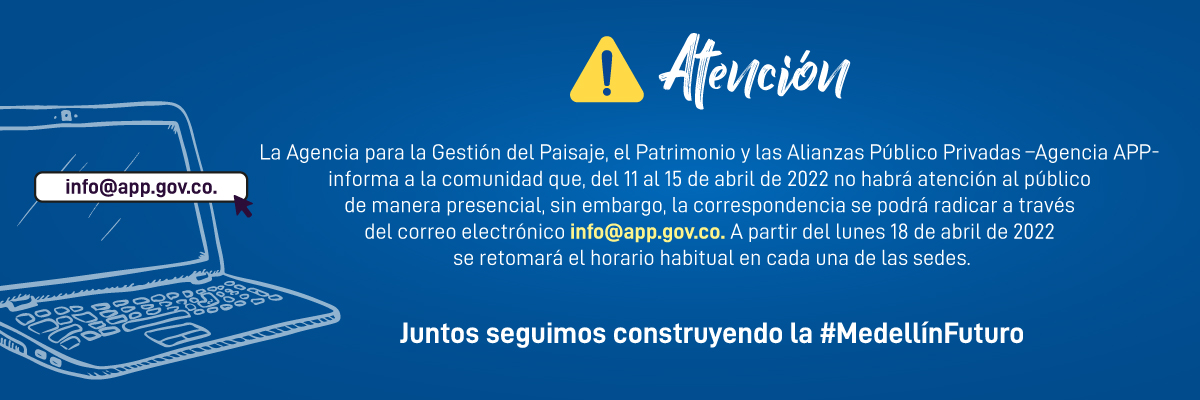 Atención
La Agencia para la Gestión del Paisaje, el Patrimonio y las Alianzas Público Privadas –Agencia APP-
informa a la comunidad que, del 11 al 15 de abril de 2022 no habrá atención al público
de manera presencial, sin embargo, la correspondencia se podrá radicar a través
del correo electrónico info@app.gov.co. A partir del lunes 18 de abril de 2022
se retomará el horario habitual en cada una de las sedes.
info@app.gov.co.
Juntos seguimos construyendo la #MedellínFuturo